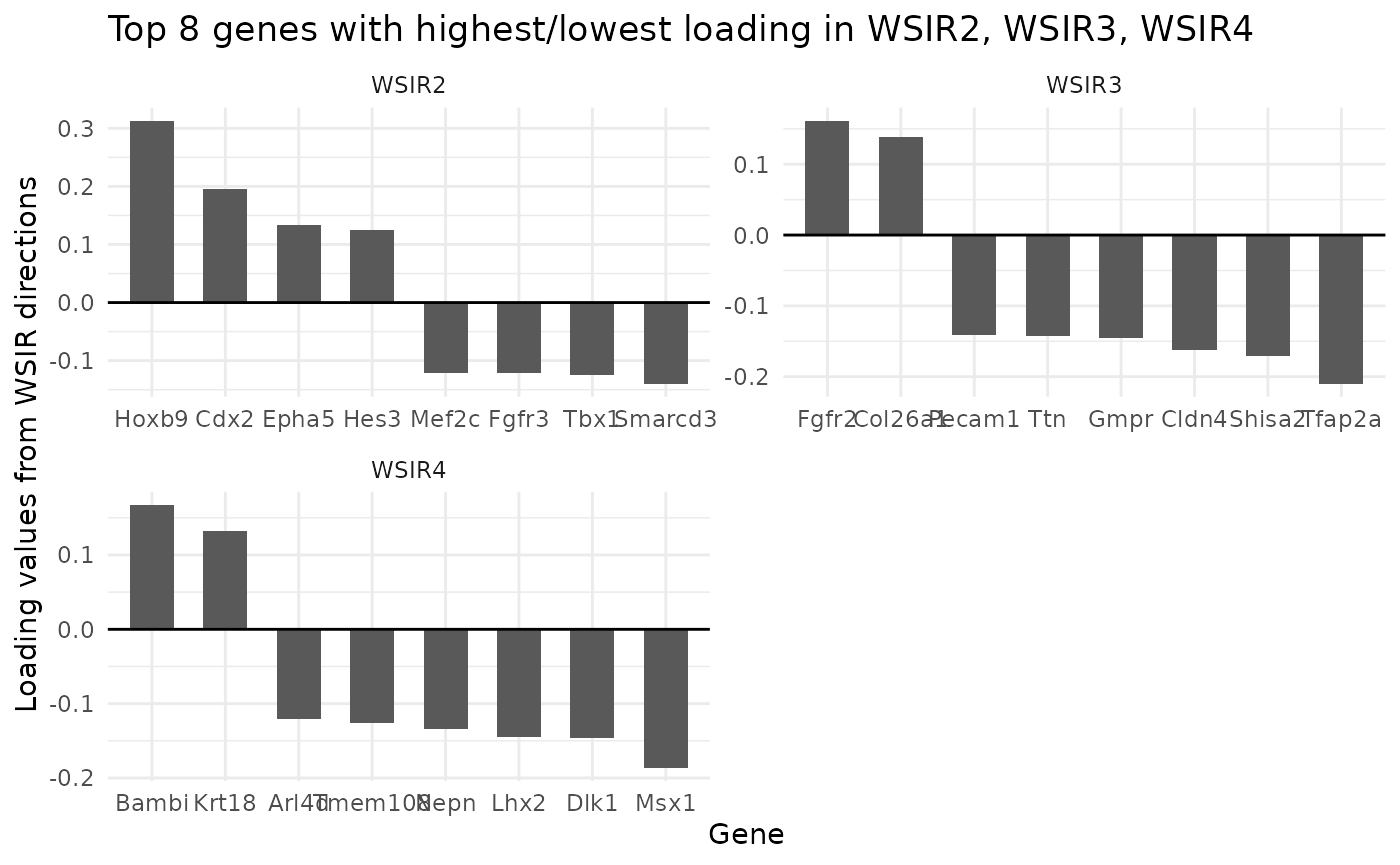 Top 8 genes with highest/lowest loading in WSIR2, WSIR3, WSIR4
WSIR2
0.3
0.2
0.1
0.0
-0.1
Hoxb9 Cdx2 Epha5 Hes3 Mef2c Fgfr3 Tbx1 Smarcd3
WSIR3
0.1
0.0
-0.1
-0.2
Fgfr2 Col26a1 Pecam1 Ttn Gmpr Cldn4 Shisa2 Tfap2a
WSIR4
0.1
0.0
-0.1
-0.2
Bambi Krt18 Arl4d Tmem108 Nepn Lhx2 Dlk1 Msx1
Loading values from WSIR directions
Gene